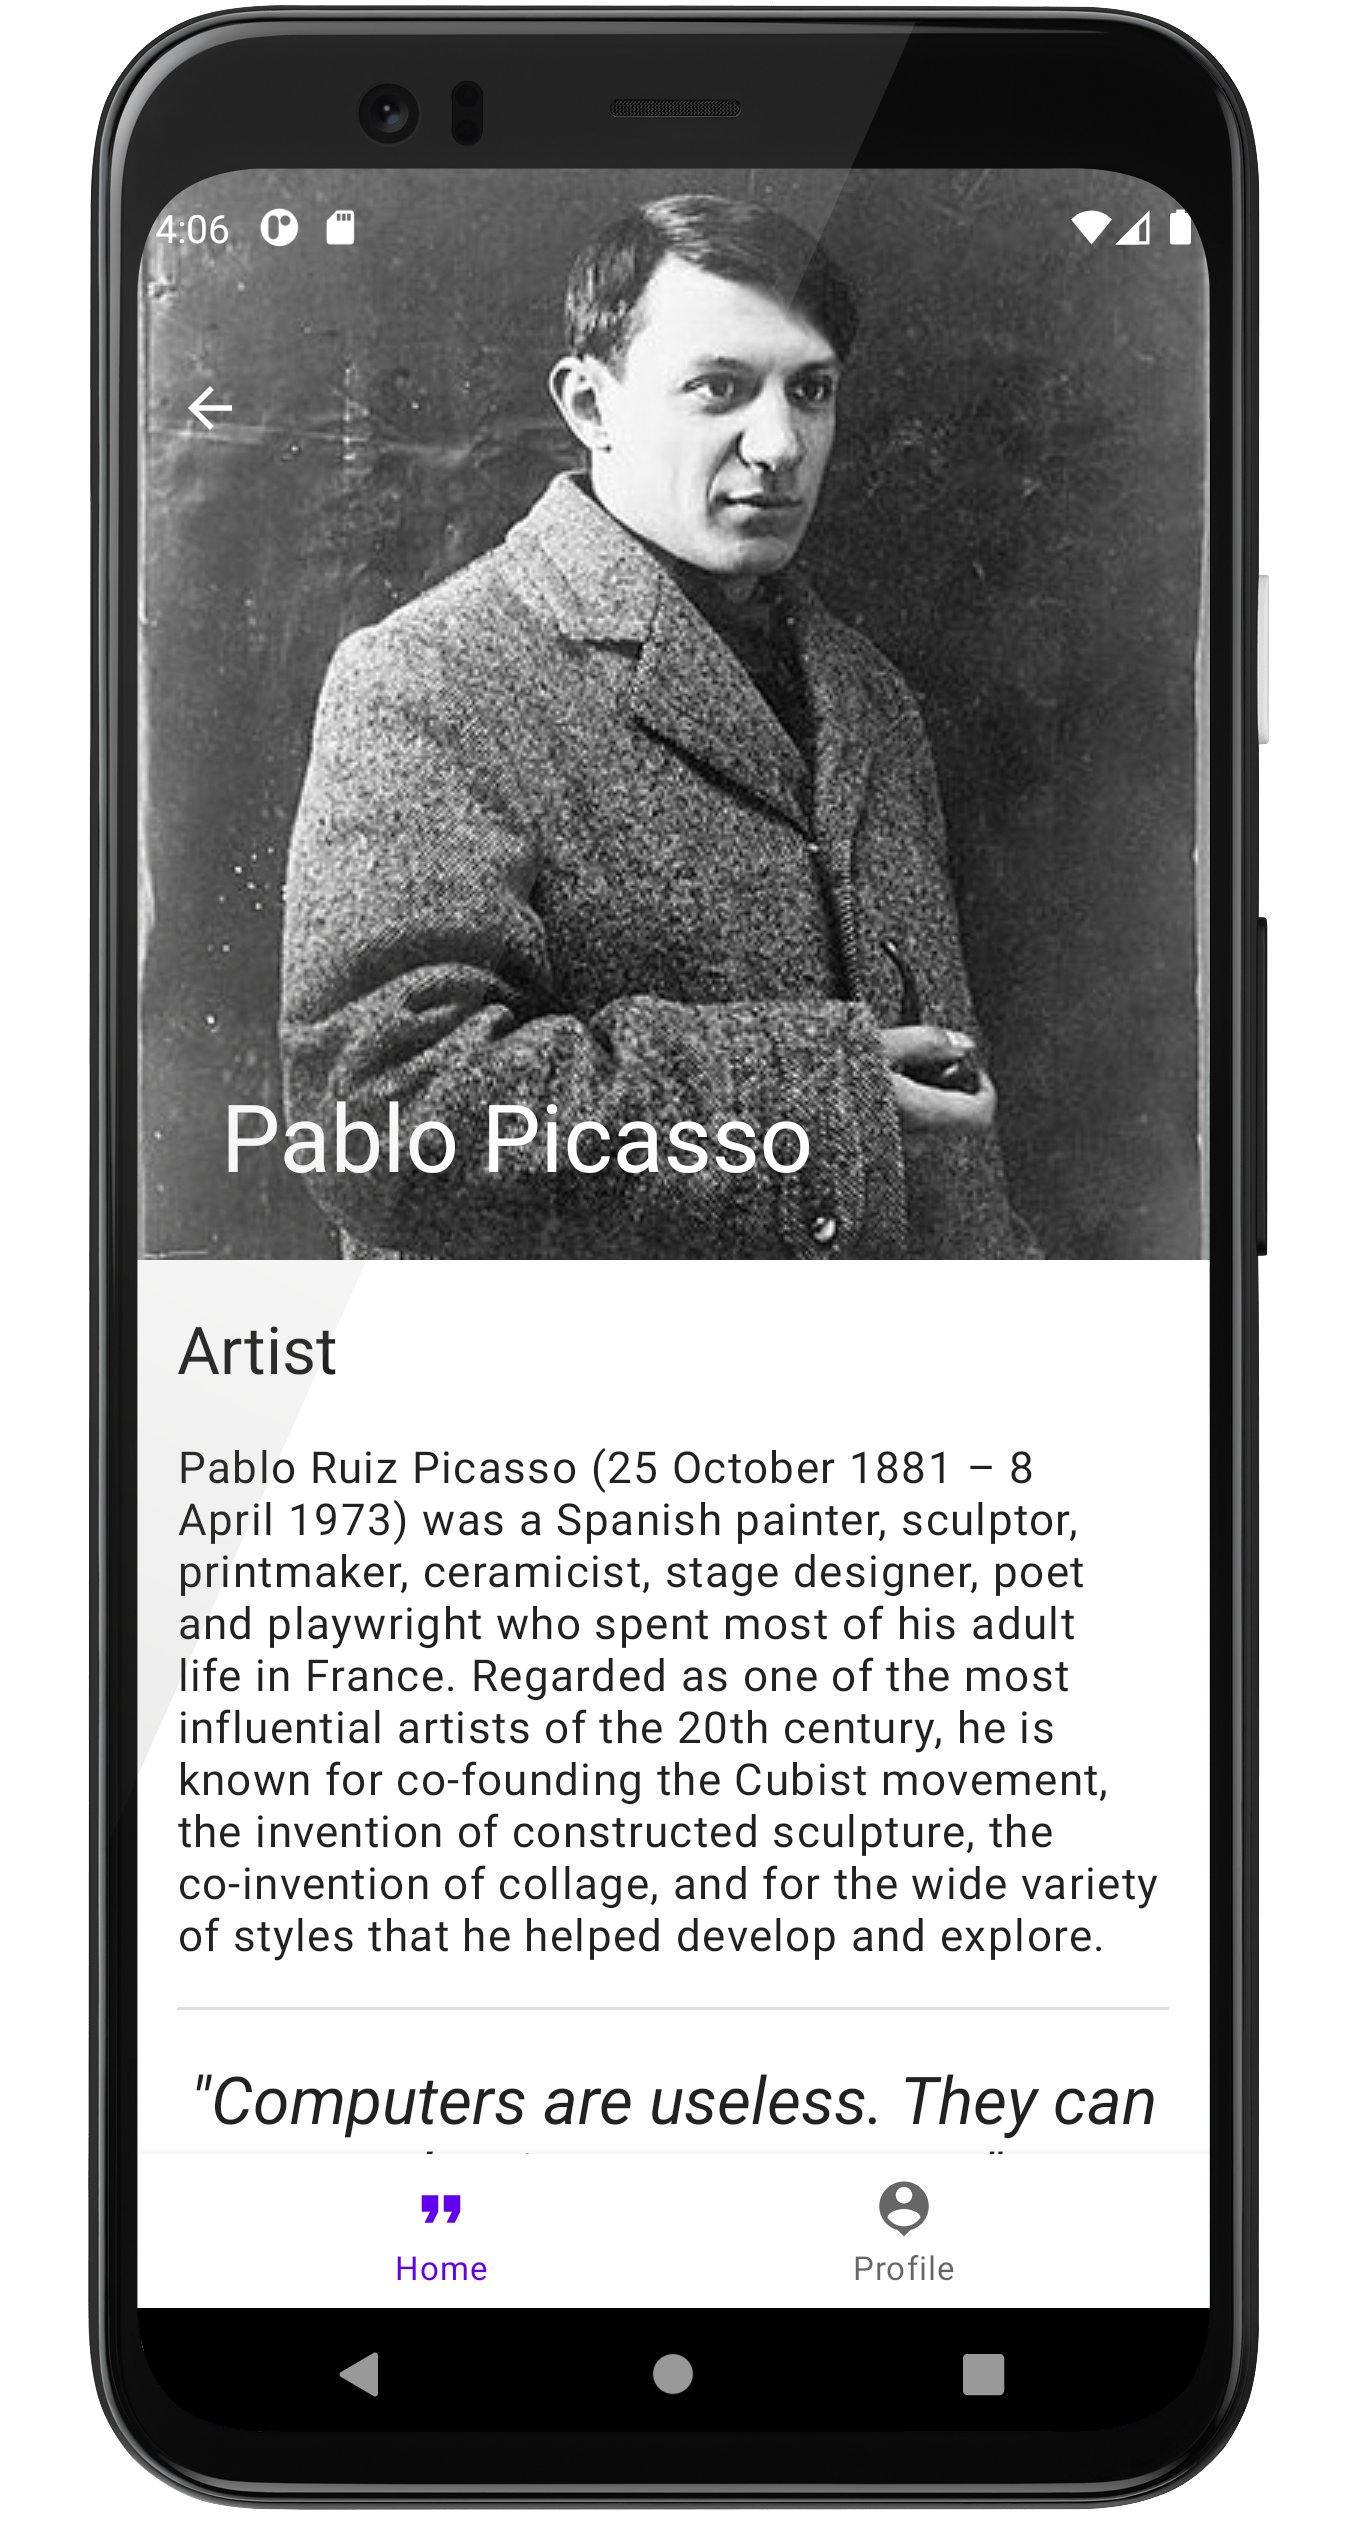 4:06
Pablo Picasso
Artist
Pablo Ruiz Picasso (25 October 1881 – 8
April 1973) was a Spanish painter, sculptor,
printmaker, ceramicist, stage designer, poet
and playwright who spent most of his adult
life in France. Regarded as one of the most
influential artists of the 20th century, he is
known for co-founding the Cubist movement,
the invention of constructed sculpture, the
co-invention of collage, and for the wide variety
of styles that he helped develop and explore.
"Computers are useless. They can
Home
Profile